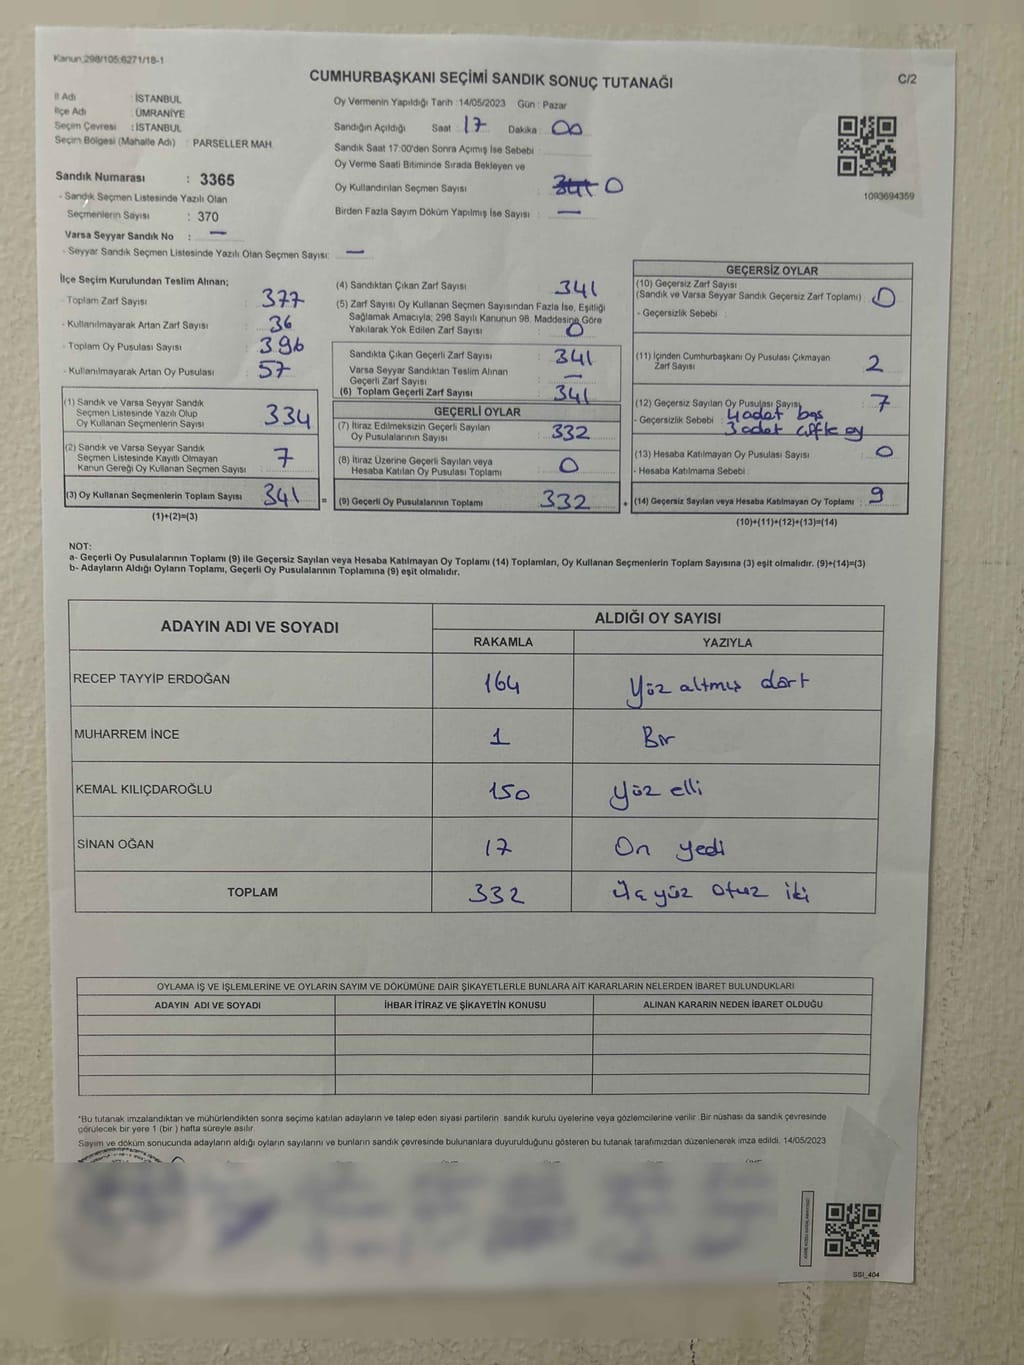 Kanun 298/105;6271/18-1
CUMHURBAŞKANI SEÇİMİ SANDIK SONUÇ TUTANAĞI
C/2
İl Adı : İSTANBUL
İlçe Adı : ÜMRANİYE
Seçim Çevresi : İSTANBUL
Seçim Bölgesi (Mahalle Adı) : PARSELLER MAH.
Sandık Numarası : 3365
- Sandık Seçmen Listesinde Yazılı Olan
Seçmenlerin Sayısı : 370
Varsa Seyyar Sandık No : —
- Seyyar Sandık Seçmen Listesinde Yazılı Olan Seçmen Sayısı: —
Oy Vermenin Yapıldığı Tarih : 14/05/2023 Gün : Pazar
Sandığın Açıldığı Saat : 17 Dakika : 00
Sandık Saat 17:00'den Sonra Açılmış İse Sebebi :
Oy Verme Saati Bitiminde Sırada Bekleyen ve
Oy Kullandırılan Seçmen Sayısı : 341 0
Birden Fazla Sayım Döküm Yapılmış İse Sayısı : —
1093694359
İlçe Seçim Kurulundan Teslim Alınan;
- Toplam Zarf Sayısı : 377
- Kullanılmayarak Artan Zarf Sayısı : 36
- Toplam Oy Pusulası Sayısı : 396
- Kullanılmayarak Artan Oy Pusulası : 57
(1) Sandık ve Varsa Seyyar Sandık
Seçmen Listesinde Yazılı Olup
Oy Kullanan Seçmenlerin Sayısı : 334
(2) Sandık ve Varsa Seyyar Sandık
Seçmen Listesinde Kayıtlı Olmayan
Kanun Gereği Oy Kullanan Seçmen Sayısı : 7
(3) Oy Kullanan Seçmenlerin Toplam Sayısı 341
(1)+(2)=(3)
=
(4) Sandıktan Çıkan Zarf Sayısı : 341
(5) Zarf Sayısı Oy Kullanan Seçmen Sayısından Fazla İse, Eşitliği
Sağlamak Amacıyla; 298 Sayılı Kanunun 98. Maddesine Göre
Yakılarak Yok Edilen Zarf Sayısı : 0
Sandıkta Çıkan Geçerli Zarf Sayısı : 341
Varsa Seyyar Sandıktan Teslim Alınan
Geçerli Zarf Sayısı : —
(6) Toplam Geçerli Zarf Sayısı : 341
GEÇERLİ OYLAR
(7) İtiraz Edilmeksizin Geçerli Sayılan
Oy Pusulalarının Sayısı : 332
(8) İtiraz Üzerine Geçerli Sayılan veya
Hesaba Katılan Oy Pusulası Toplamı : 0
(9) Geçerli Oy Pusulalarının Toplamı : 332
+
GEÇERSİZ OYLAR
(10) Geçersiz Zarf Sayısı
(Sandık ve Varsa Seyyar Sandık Geçersiz Zarf Toplamı) : 0
- Geçersizlik Sebebi :
(11) İçinden Cumhurbaşkanı Oy Pusulası Çıkmayan
Zarf Sayısı : 2
(12) Geçersiz Sayılan Oy Pusulası Sayısı : 7
- Geçersizlik Sebebi : 4 adet boş
3 adet çift oy
(13) Hesaba Katılmayan Oy Pusulası Sayısı : 0
- Hesaba Katılmama Sebebi :
(14) Geçersiz Sayılan veya Hesaba Katılmayan Oy Toplamı : 9
(10)+(11)+(12)+(13)=(14)
NOT:
a- Geçerli Oy Pusulalarının Toplamı (9) ile Geçersiz Sayılan veya Hesaba Katılmayan Oy Toplamı (14) Toplamları, Oy Kullanan Seçmenlerin Toplam Sayısına (3) eşit olmalıdır. (9)+(14)=(3)
b- Adayların Aldığı Oyların Toplamı, Geçerli Oy Pusulalarının Toplamına (9) eşit olmalıdır.
ADAYIN ADI VE SOYADI
ALDIĞI OY SAYISI
RAKAMLA YAZIYLA
RECEP TAYYİP ERDOĞAN 164 Yüz altmış dört
MUHARREM İNCE 1 Bir
KEMAL KILIÇDAROĞLU 150 Yüz elli
SİNAN OĞAN 17 On yedi
TOPLAM 332 Üç yüz otuz iki
OYLAMA İŞ VE İŞLEMLERİNE VE OYLARIN SAYIM VE DÖKÜMÜNE DAİR ŞİKAYETLERLE BUNLARA AİT KARARLARIN NELERDEN İBARET BULUNDUKLARI
ADAYIN ADI VE SOYADI İHBAR İTİRAZ VE ŞİKAYETİN KONUSU ALINAN KARARIN NEDEN İBARET OLDUĞU
*Bu tutanak imzalandıktan ve mühürlendikten sonra seçime katılan adayların ve talep eden siyasi partilerin sandık kurulu üyelerine veya gözlemcilerine verilir .Bir nüshası da sandık çevresinde
görülecek bir yere 1 (bir ) hafta süreyle asılır.
Sayım ve döküm sonucunda adayların aldığı oyların sayılarını ve bunların sandık çevresinde bulunanlara duyurulduğunu gösteren bu tutanak tarafımızdan düzenlenerek imza edildi. 14/05/2023
SSI_404